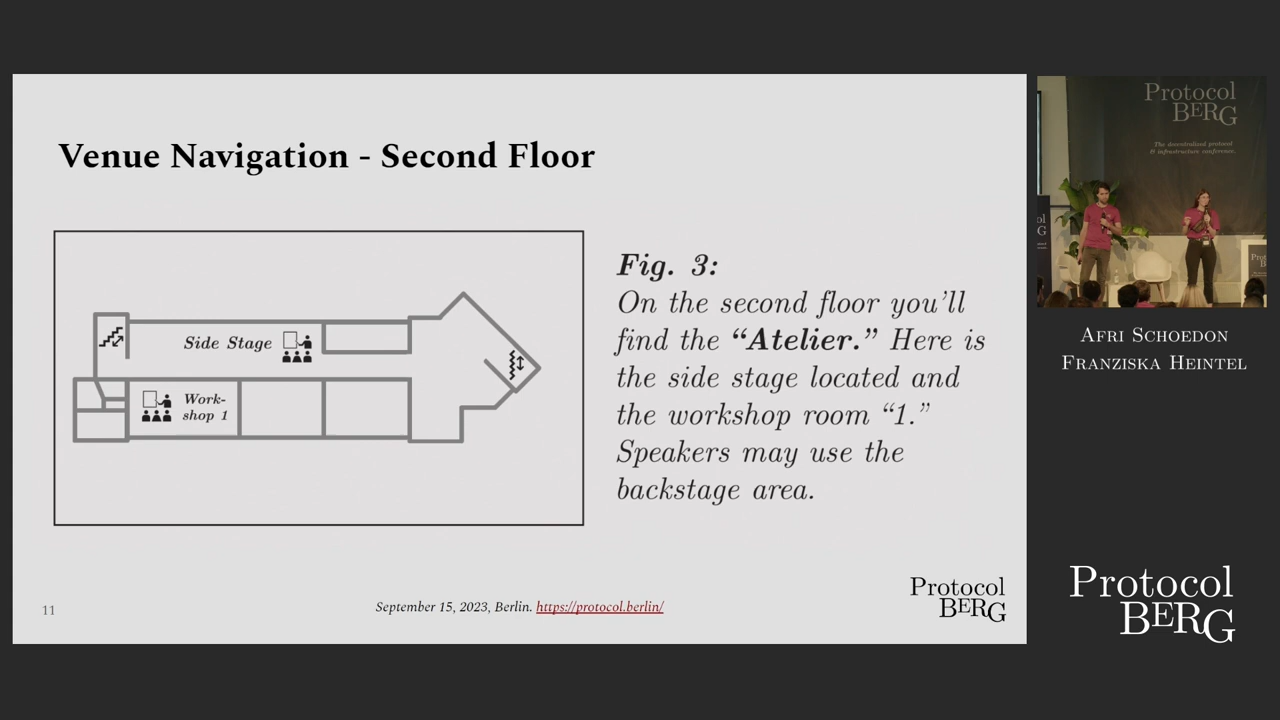 Venue Navigation - Second Floor
Side Stage
Work-
shop 1
Fig. 3:
On the second floor you’ll
find the “Atelier.” Here is
the side stage located and
the workshop room “1.”
Speakers may use the
backstage area.
11
September 15, 2023, Berlin. https://protocol.berlin/
Protocol
BERG
Protocol
BERG
The decentralized protocol
& infrastructure conference.
AFRI SCHOEDON
FRANZISKA HEINTEL
Protocol
BERG